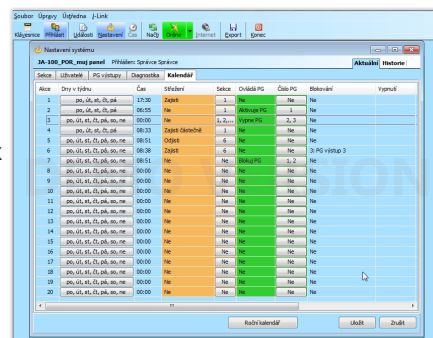 Soubor Úpravy Ústředna J-Link
Klávesnice Přihlásit Události Nastavení Čas Načti Online Internet Export Konec
Nastavení systému
JA-100_POR_muj panel Přihlášen: Správce Správce Aktuální Historie
Sekce Uživatelé PG výstupy Diagnostika Kalendář
Akce Dny v týdnu Čas Střežení Sekce Ovládá PG Číslo PG Blokování Vypnutí
1 po, út, st, čt, pá 17:30 Zajisti 1 Ne Ne Ne
2 po, út, st, čt, pá 06:55 Ne 1 Aktivuje PG 1 Ne
3 po, út, st, čt, pá, so, ne 00:00 Ne 1, 2,... Vypne PG 2, 3 Ne
4 po, út, st, čt, pá 08:33 Zajisti částečně 1 Ne Ne Ne
5 po, út, st, čt, pá, so, ne 08:51 Odjisti 6 Ne Ne Ne
6 po, út, st, čt, pá, so, ne 08:38 Zajisti 6 Ne Ne 3: PG výstup 3
7 po, út, st, čt, pá, so, ne 08:51 Ne Ne Blokuj PG 1, 2 Ne
8 po, út, st, čt, pá, so, ne 00:00 Ne Ne Ne Ne Ne
9 po, út, st, čt, pá, so, ne 00:00 Ne Ne Ne Ne Ne
10 po, út, st, čt, pá, so, ne 00:00 Ne Ne Ne Ne Ne
11 po, út, st, čt, pá, so, ne 00:00 Ne Ne Ne Ne Ne
12 po, út, st, čt, pá, so, ne 00:00 Ne Ne Ne Ne Ne
13 po, út, st, čt, pá, so, ne 00:00 Ne Ne Ne Ne Ne
14 po, út, st, čt, pá, so, ne 00:00 Ne Ne Ne Ne Ne
15 po, út, st, čt, pá, so, ne 00:00 Ne Ne Ne Ne Ne
16 po, út, st, čt, pá, so, ne 00:00 Ne Ne Ne Ne Ne
17 po, út, st, čt, pá, so, ne 00:00 Ne Ne Ne Ne Ne
18 po, út, st, čt, pá, so, ne 00:00 Ne Ne Ne Ne Ne
19 po, út, st, čt, pá, so, ne 00:00 Ne Ne Ne Ne Ne
20 po, út, st, čt, pá, so, ne 00:00 Ne Ne Ne Ne Ne
Roční kalendář Uložit Zrušit